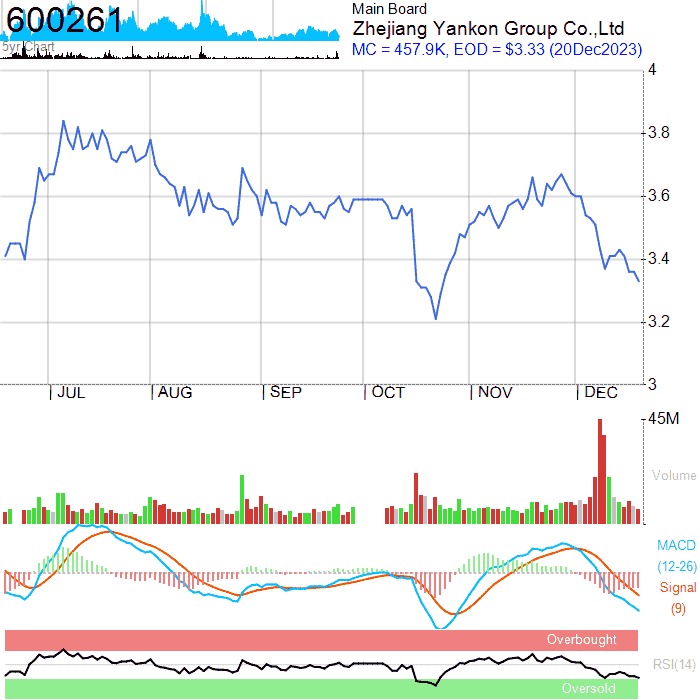 600261
5yr Chart
Main Board
Zhejiang Yankon Group Co.,Ltd
MC = 457.9K, EOD = $3.33 (20Dec2023)
4
3.8
3.6
3.4
3.2
3
JUL
AUG
SEP
OCT
NOV
DEC
45M
Volume
MACD
(12-26)
Signal
(9)
Overbought
RSI(14)
Oversold